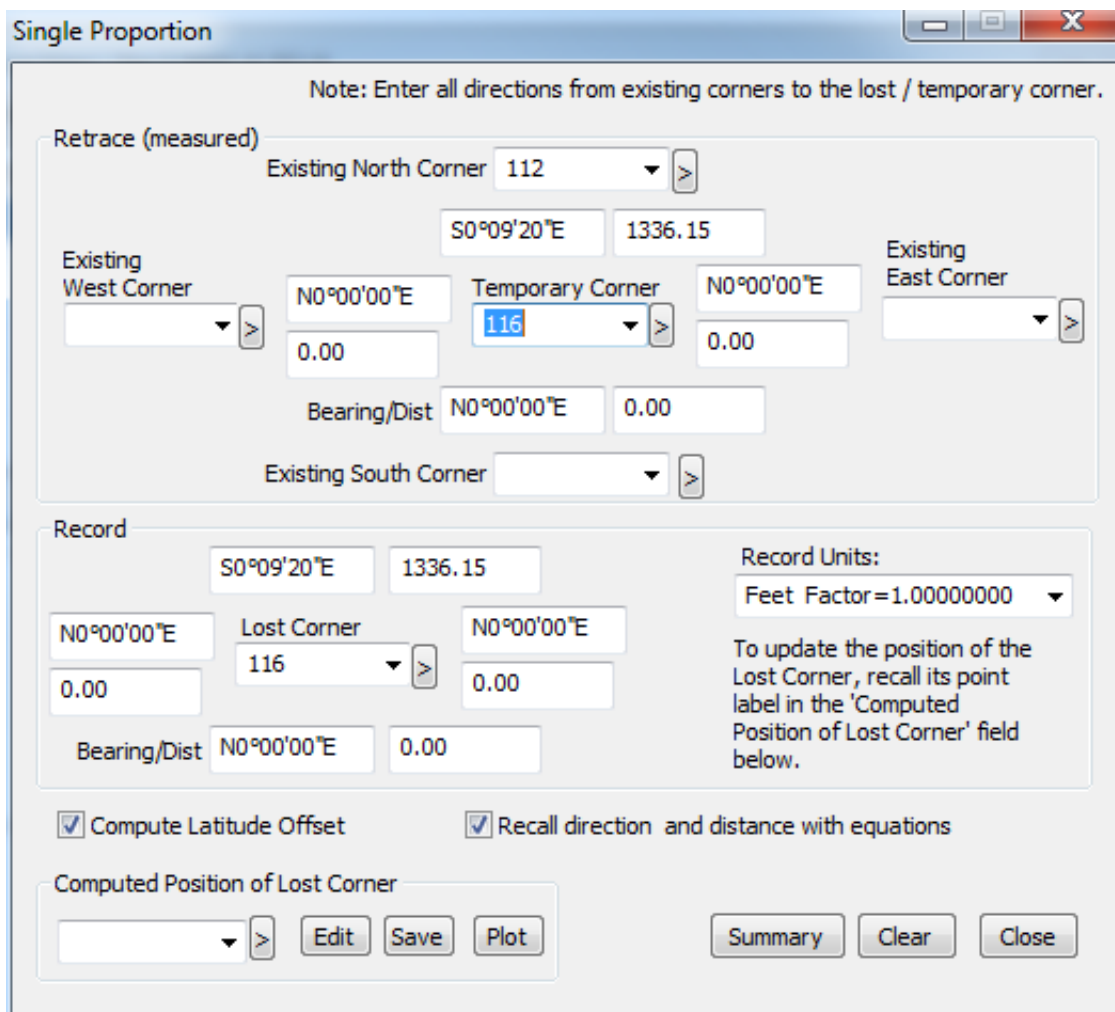 Single Proportion
X
Note: Enter all directions from existing corners to the lost / temporary corner.
Retrace (measured)
Existing North Corner 112 >
S0°09'20"E 1336.15
Existing
West Corner
>
N0°00'00"E
0.00
Temporary Corner
116 >
N0°00'00"E
0.00
Existing
East Corner
>
Bearing/Dist N0°00'00"E 0.00
Existing South Corner >
Record
S0°09'20"E 1336.15
N0°00'00"E
0.00
Lost Corner
116 >
N0°00'00"E
0.00
Bearing/Dist N0°00'00"E 0.00
Record Units:
Feet Factor=1.00000000
To update the position of the
Lost Corner, recall its point
label in the 'Computed
Position of Lost Corner' field
below.
Compute Latitude Offset
Recall direction and distance with equations
Computed Position of Lost Corner
> Edit Save Plot
Summary Clear Close